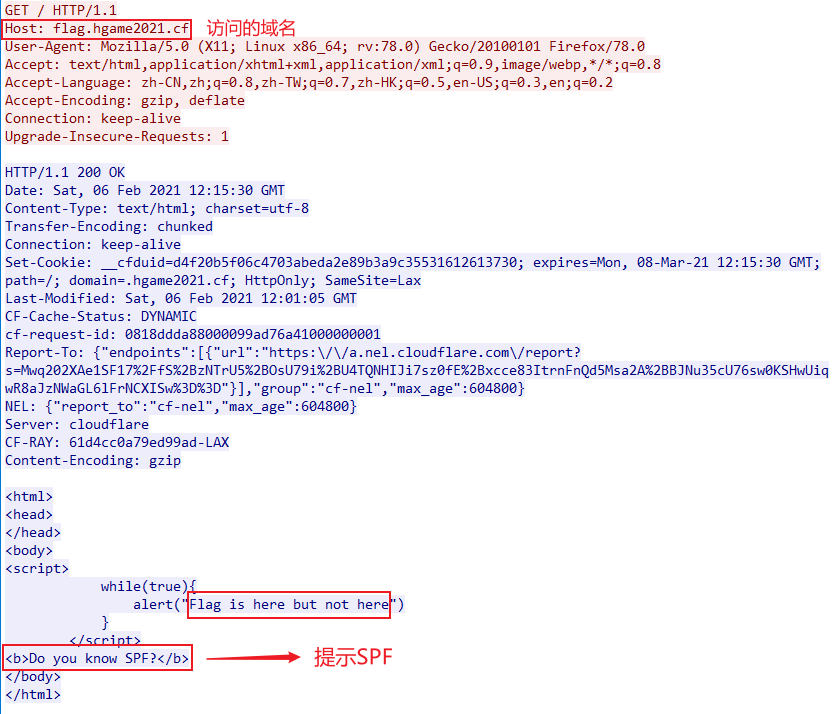 GET / HTTP/1.1
Host: flag.hgame2021.cf 访问的域名
User-Agent: Mozilla/5.0 (X11; Linux x86_64; rv:78.0) Gecko/20100101 Firefox/78.0
Accept: text/html,application/xhtml+xml,application/xml;q=0.9,image/webp,*/*;q=0.8
Accept-Language: zh-CN,zh;q=0.8,zh-TW;q=0.7,zh-HK;q=0.5,en-US;q=0.3,en;q=0.2
Accept-Encoding: gzip, deflate
Connection: keep-alive
Upgrade-Insecure-Requests: 1
HTTP/1.1 200 OK
Date: Sat, 06 Feb 2021 12:15:30 GMT
Content-Type: text/html; charset=utf-8
Transfer-Encoding: chunked
Connection: keep-alive
Set-Cookie: __cfduid=d4f20b5f06c4703abeda2e89b3a9c35531612613730; expires=Mon, 08-Mar-21 12:15:30 GMT;
path=/; domain=.hgame2021.cf; HttpOnly; SameSite=Lax
Last-Modified: Sat, 06 Feb 2021 12:01:05 GMT
CF-Cache-Status: DYNAMIC
cf-request-id: 0818ddda88000099ad76a41000000001
Report-To: {"endpoints":[{"url":"https:\/\/a.nel.cloudflare.com\/report?
s=Mwq202XAe1SF17%2FfS%2BzNTrU5%2BOsU79i%2BU4TQNHIJi7sz0fE%2Bxcce83ItrnFnQd5Msa2A%2BBJNu35cU76sw0KSHwUiq
wR8aJzNWaGL6lFrNCXISw%3D%3D"}],"group":"cf-nel","max_age":604800}
NEL: {"report_to":"cf-nel","max_age":604800}
Server: cloudflare
CF-RAY: 61d4cc0a79ed99ad-LAX
Content-Encoding: gzip
<html>
<head>
</head>
<body>
<script>
while(true){
alert("Flag is here but not here")
}
</script>
<b>Do you know SPF?</b> 提示SPF
</body>
</html>